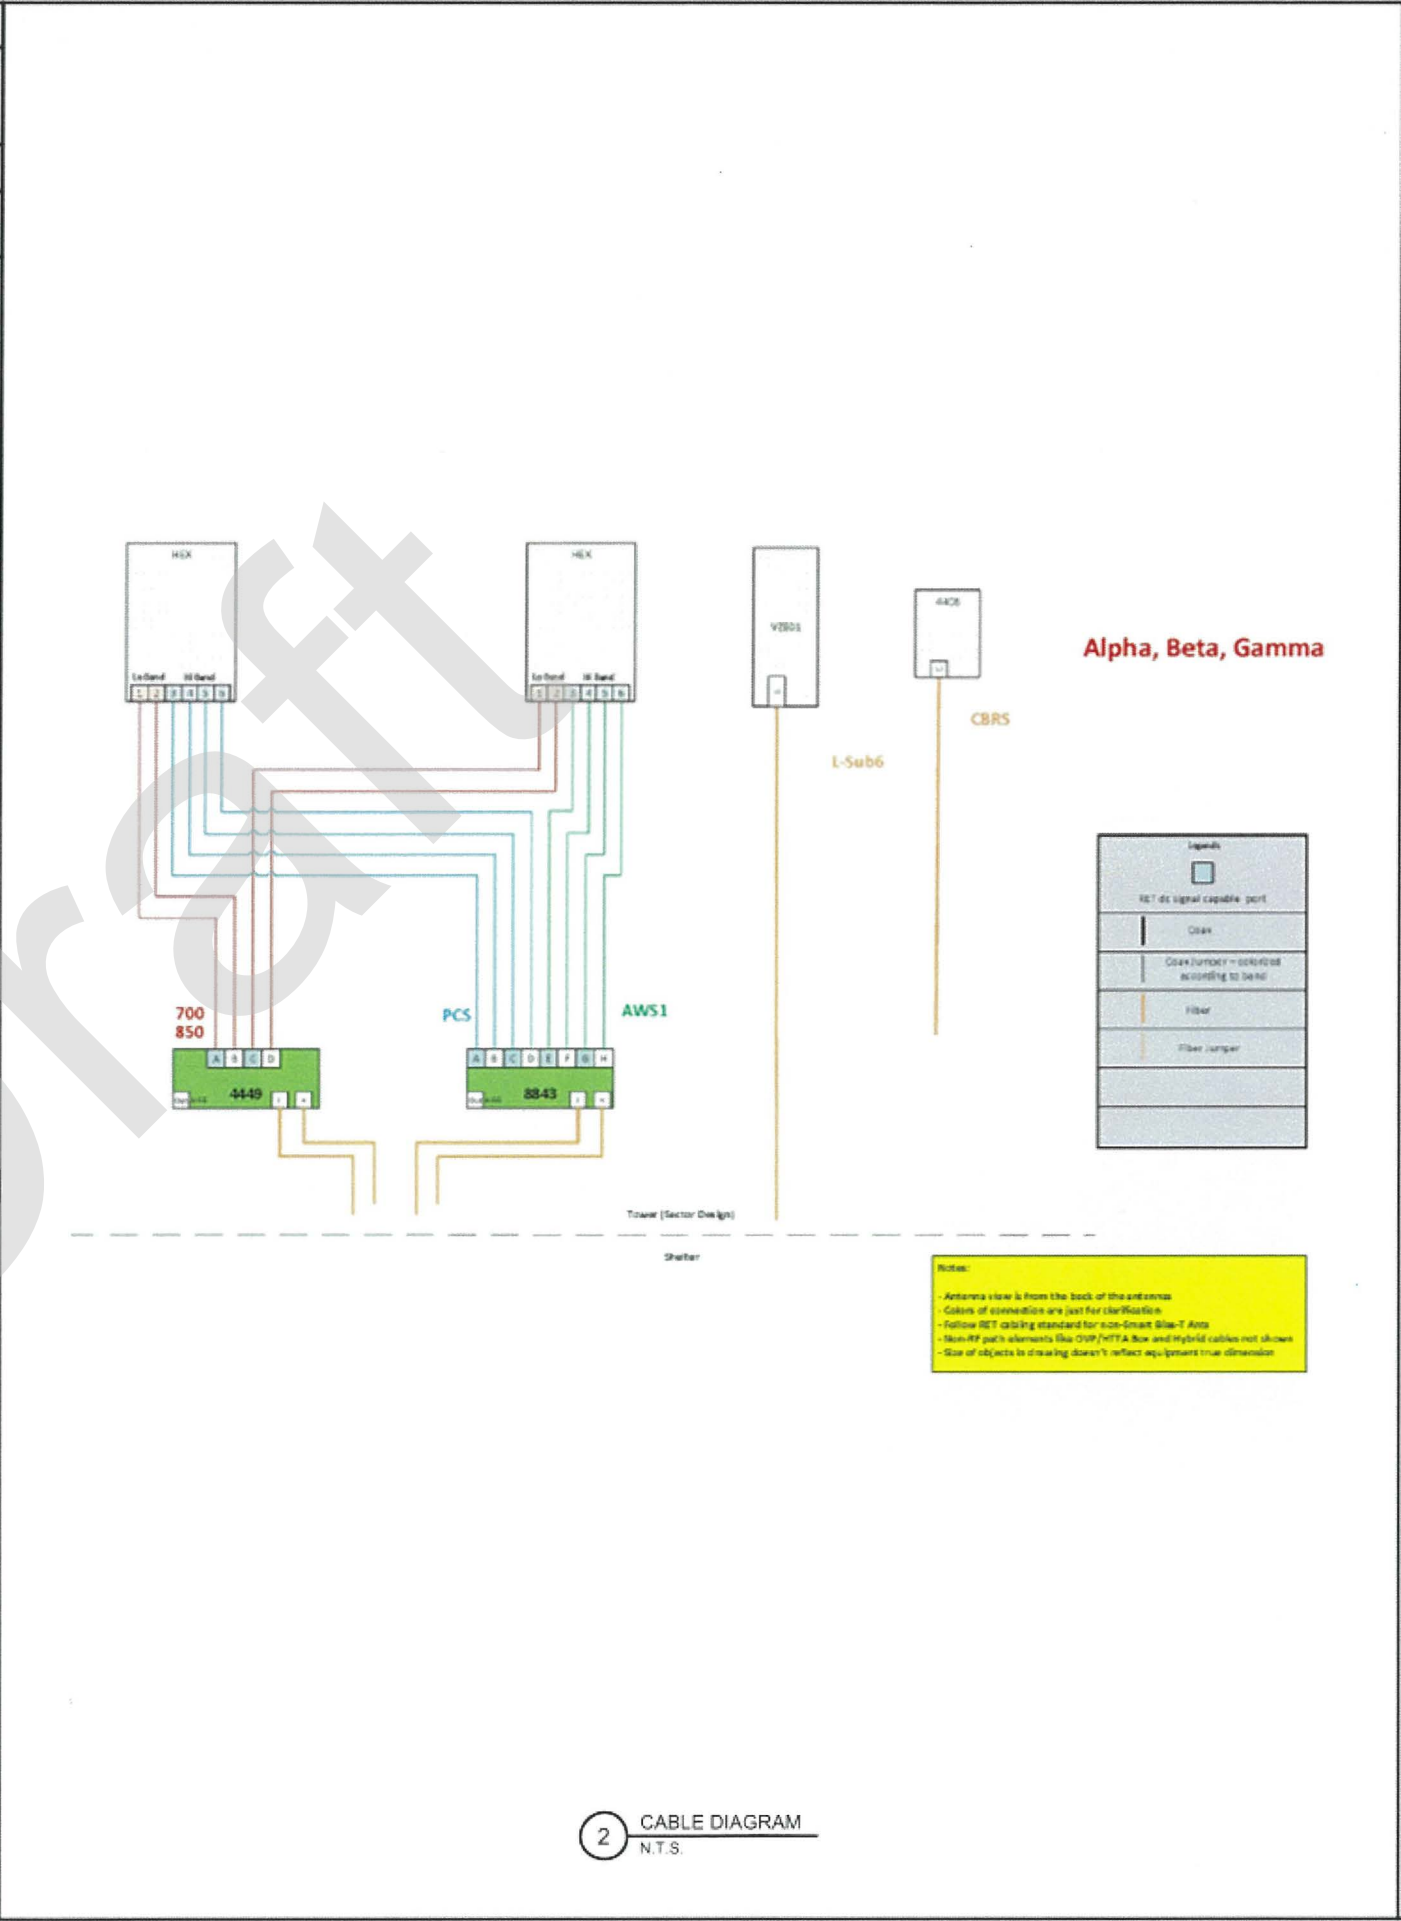 HEX
Lo Band Hi Band
1 2 3 4 5 6
HEX
Lo Band Hi Band
1 2 3 4 5 6
VZS01
4408
Alpha, Beta, Gamma
CBRS
L-Sub6
Legends
RET dc signal capable port
Coax
Coax Jumper – colorized
according to band
Fiber
Fiber Jumper
700
850
A B C D
4449
PCS
AWS1
A B C D E F G H
8843
Tower (Sector Design)
Shelter
Notes:
- Antenna view is from the back of the antennas
- Colors of connection are just for clarification
- Follow RET cabling standard for non-Smart Bias-T Ants
- Non-RF path elements like OVP/HTTA Box and Hybrid cables not shown
- Size of objects in drawing doesn't reflect equipment true dimension
2
CABLE DIAGRAM
N.T.S.
Draft